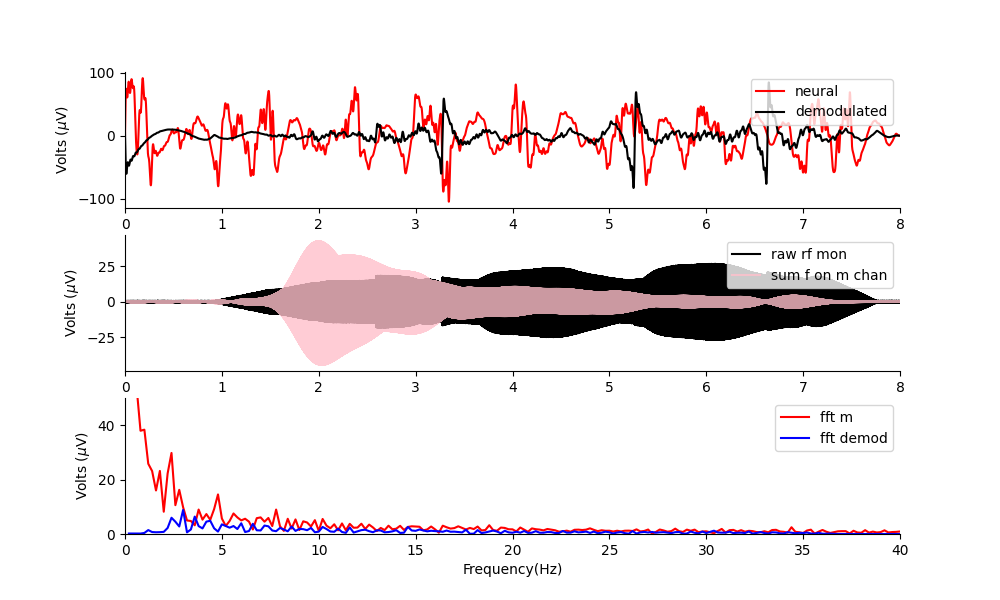 100
0
−100
Volts (µV)
neural
demodulated
0 1 2 3 4 5 6 7 8
25
0
−25
Volts (µV)
raw rf mon
sum f on m chan
0 1 2 3 4 5 6 7 8
40
20
0
Volts (µV)
fft m
fft demod
0 5 10 15 20 25 30 35 40
Frequency(Hz)